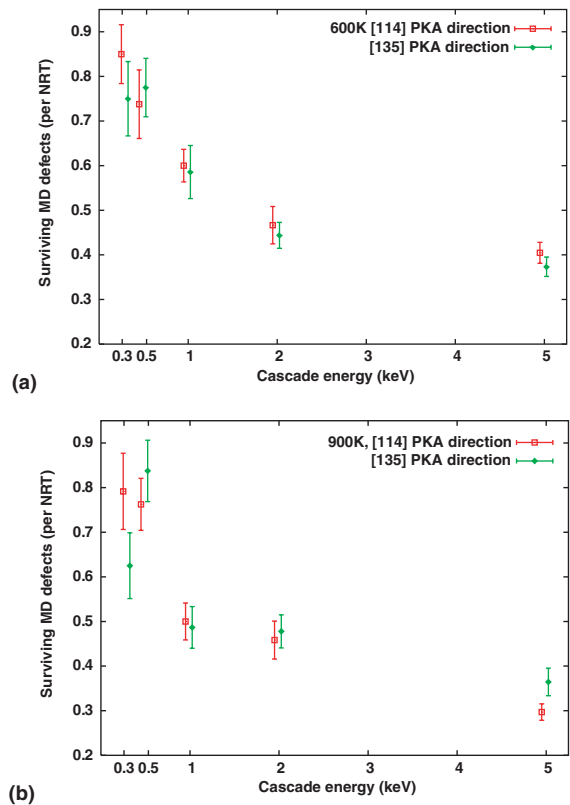 600K [114] PKA direction
[135] PKA direction
Surviving MD defects (per NRT)
0.9
0.8
0.7
0.6
0.5
0.4
0.3
0.2
0.3 0.5 1 2 3 4 5
Cascade energy (keV)
(a)
900K, [114] PKA direction
[135] PKA direction
Surviving MD defects (per NRT)
0.9
0.8
0.7
0.6
0.5
0.4
0.3
0.2
0.3 0.5 1 2 3 4 5
Cascade energy (keV)
(b)